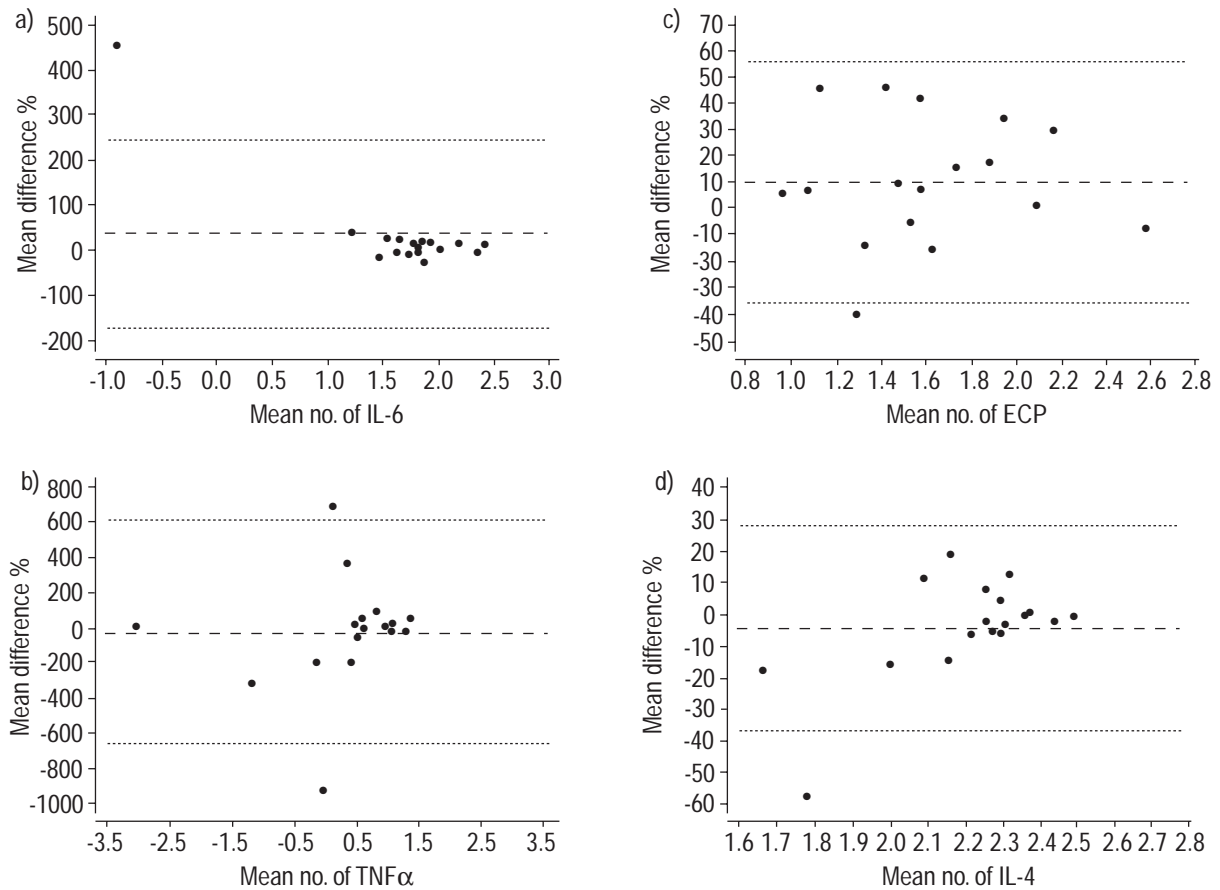 a)
500
400
300
200
100
0
-100
-200
Mean difference %
-1.0 -0.5 0.0 0.5 1.0 1.5 2.0 2.5 3.0
Mean no. of IL-6
c)
70
60
50
40
30
20
10
0
-10
-30
-30
-40
-50
Mean difference %
0.8 1.0 1.2 1.4 1.6 1.8 2.0 2.2 2.4 2.6 2.8
Mean no. of ECP
b)
800
600
400
200
0
-200
-400
-600
-800
-1000
Mean difference %
-3.5 -2.5 -1.5 -0.5 0.5 1.5 2.5 3.5
Mean no. of TNFα
d)
40
30
20
10
0
-10
-20
-30
-40
-50
-60
Mean difference %
1.6 1.7 1.8 1.9 2.0 2.1 2.2 2.3 2.4 2.5 2.6 2.7 2.8
Mean no. of IL-4